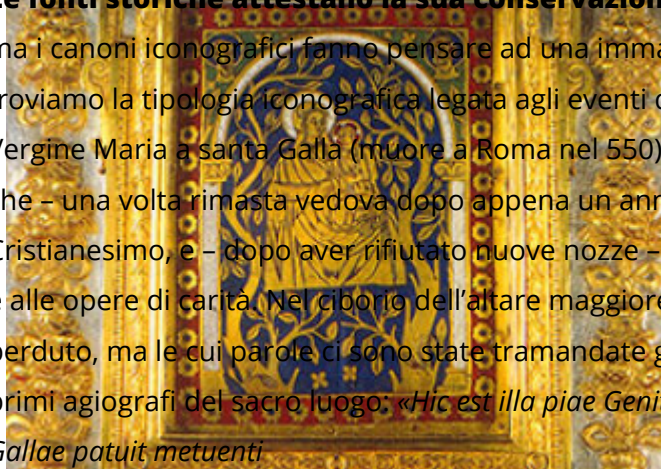 Le fonti storiche attestano la sua conservazion
ma i canoni iconografici fanno pensare ad una imma
roviamo la tipologia iconografica legata agli eventi
Vergine Maria a santa Galla (muore a Roma nel 550)
he – una volta rimasta vedova dopo appena un ann
Cristianesimo, e – dopo aver rifiutato nuove nozze –
e alle opere di carità. Nel ciborio dell'altare maggiore
perduto, ma le cui parole ci sono state tramandate g
primi agiografi del sacro luogo: «Hic est illa piae Geni
Gallae patuit metuenti